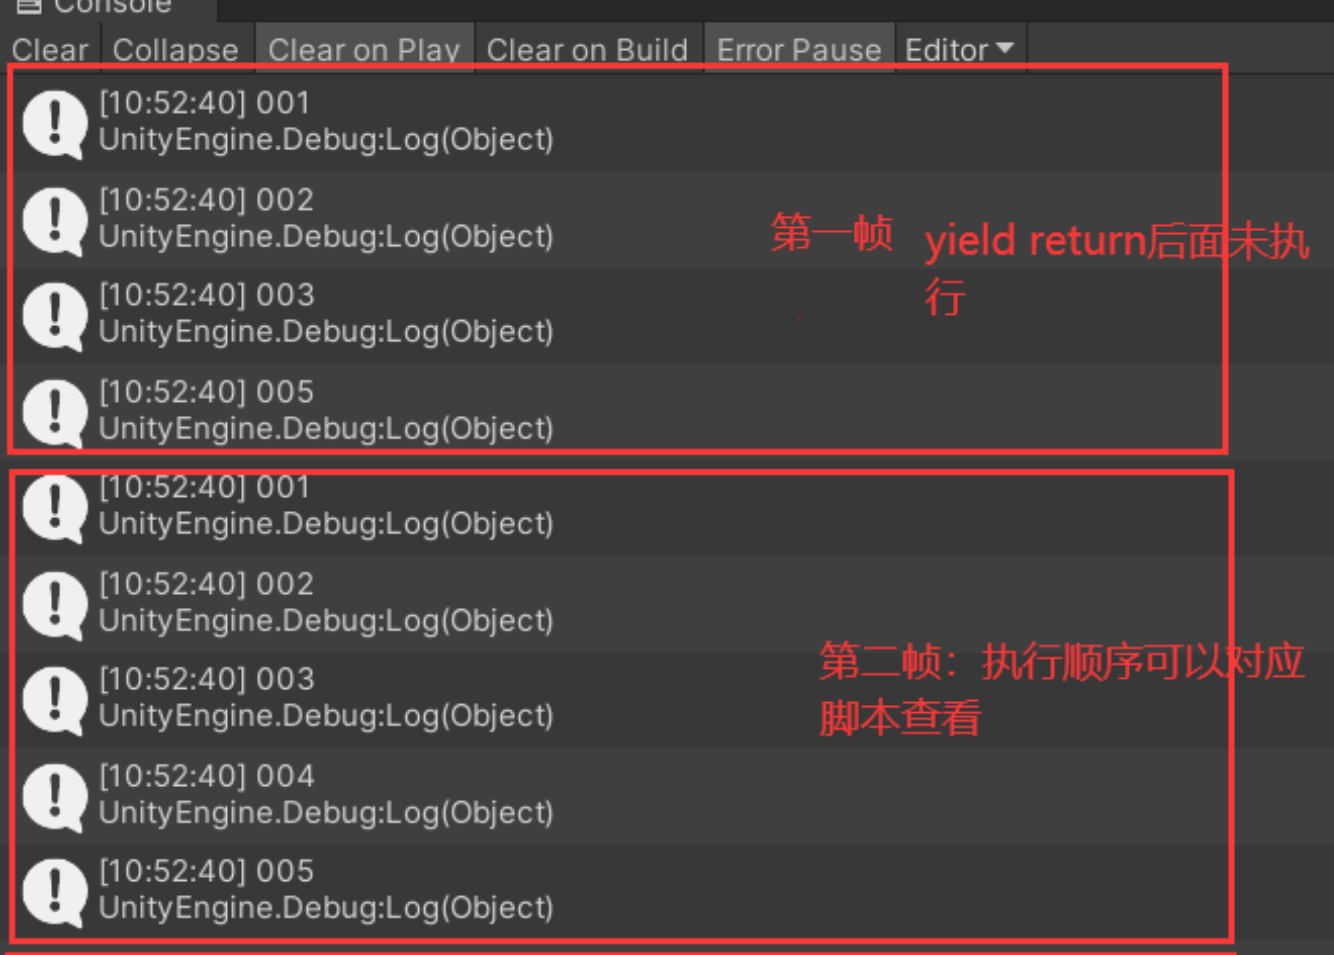 Console
Clear Collapse Clear on Play Clear on Build Error Pause Editor
[10:52:40] 001
UnityEngine.Debug:Log(Object)
[10:52:40] 002
UnityEngine.Debug:Log(Object)
第一帧 yield return后面未执
行
[10:52:40] 003
UnityEngine.Debug:Log(Object)
[10:52:40] 005
UnityEngine.Debug:Log(Object)
[10:52:40] 001
UnityEngine.Debug:Log(Object)
[10:52:40] 002
UnityEngine.Debug:Log(Object)
第二帧：执行顺序可以对应
脚本查看
[10:52:40] 003
UnityEngine.Debug:Log(Object)
[10:52:40] 004
UnityEngine.Debug:Log(Object)
[10:52:40] 005
UnityEngine.Debug:Log(Object)